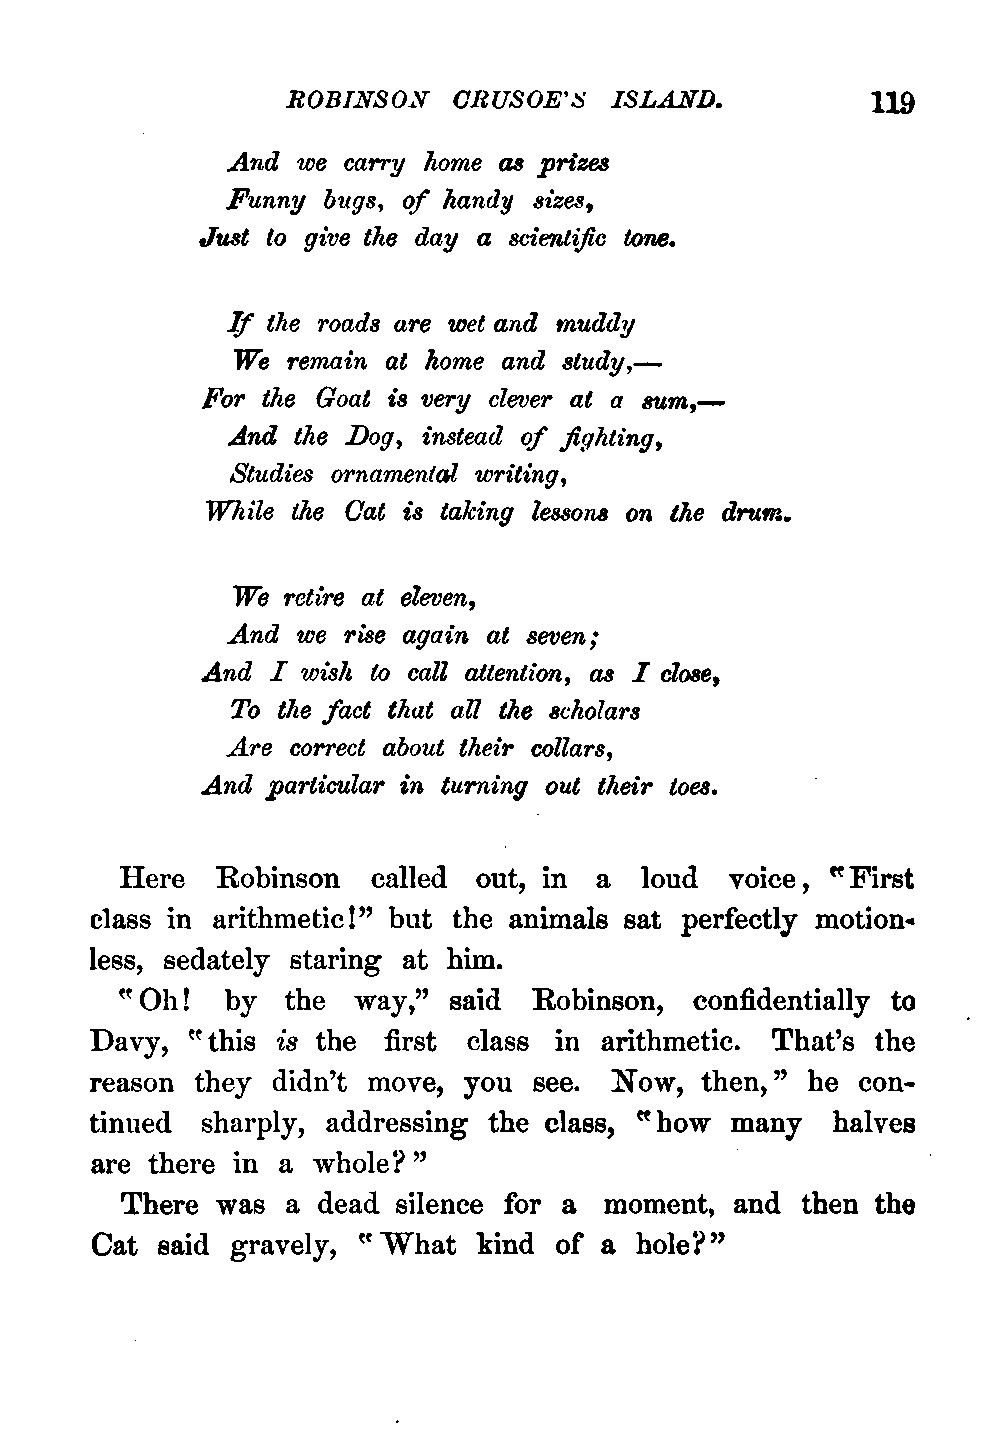 ROBINSON CRUSOE'S ISLAND. 119
And we carry home as prizes
Funny bugs, of handy sizes,
Just to give the day a scientific tone.
If the roads are wet and muddy
We remain at home and study,—
For the Goat is very clever at a sum,—
And the Dog, instead of fighting,
Studies ornamental writing,
While the Cat is taking lessons on the drum.
We retire at eleven,
And we rise again at seven;
And I wish to call attention, as I close,
To the fact that all the scholars
Are correct about their collars,
And particular in turning out their toes.
Here Robinson called out, in a loud voice, "First
class in arithmetic!" but the animals sat perfectly motion-
less, sedately staring at him.
"Oh! by the way," said Robinson, confidentially to
Davy, "this is the first class in arithmetic. That's the
reason they didn't move, you see. Now, then," he con-
tinued sharply, addressing the class, "how many halves
are there in a whole?"
There was a dead silence for a moment, and then the
Cat said gravely, "What kind of a hole?"